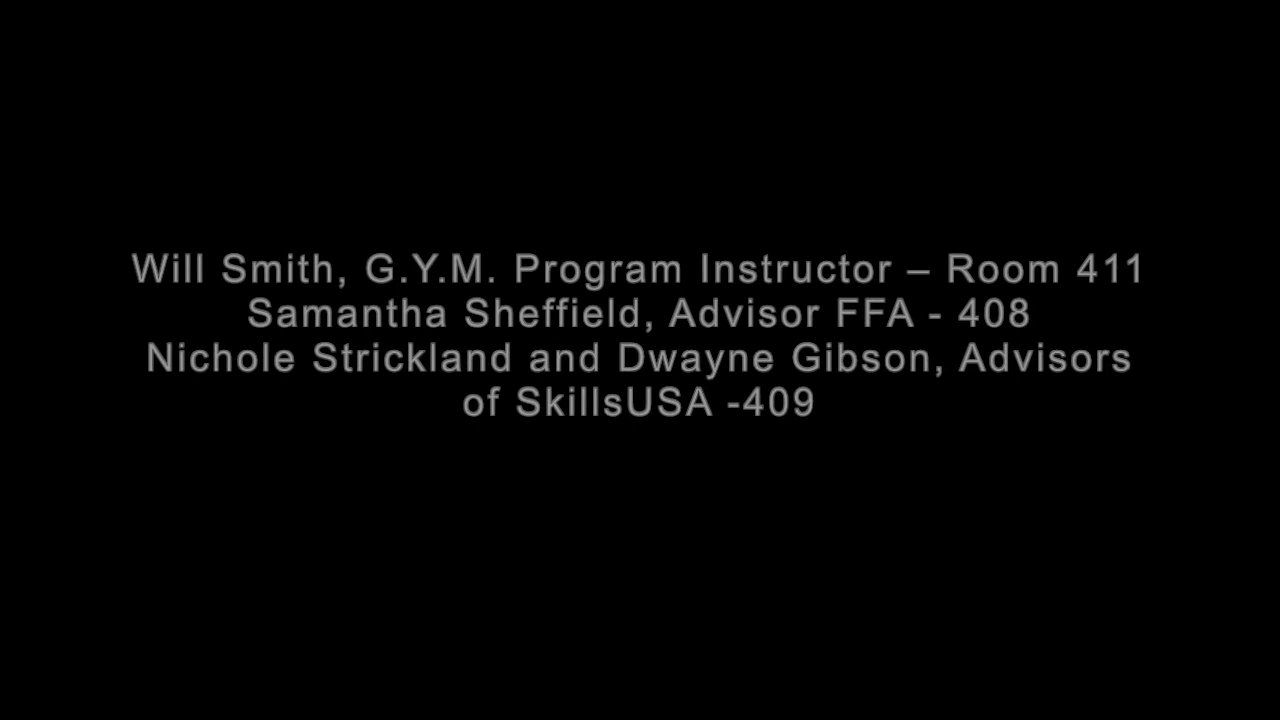 Will Smith, G.Y.M. Program Instructor – Room 411
Samantha Sheffield, Advisor FFA - 408
Nichole Strickland and Dwayne Gibson, Advisors
of SkillsUSA -409